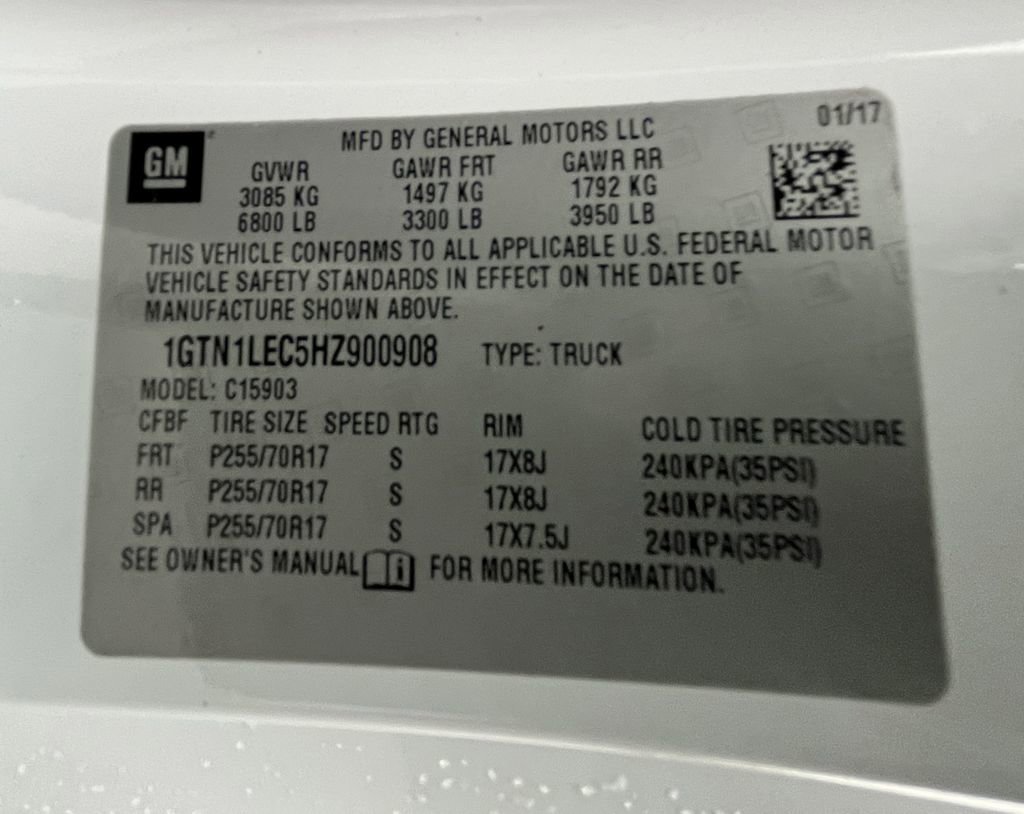 01/17
GM
MFD BY GENERAL MOTORS LLC
GVWR GAWR FRT GAWR RR
3085 KG 1497 KG 1792 KG
6800 LB 3300 LB 3950 LB
THIS VEHICLE CONFORMS TO ALL APPLICABLE U.S. FEDERAL MOTOR
VEHICLE SAFETY STANDARDS IN EFFECT ON THE DATE OF
MANUFACTURE SHOWN ABOVE.
1GTN1LEC5HZ900908 TYPE: TRUCK
MODEL: C15903
CFBF TIRE SIZE SPEED RTG RIM COLD TIRE PRESSURE
FRT P255/70R17 S 17X8J 240KPA(35PSI)
RR P255/70R17 S 17X8J 240KPA(35PSI)
SPA P255/70R17 S 17X7.5J 240KPA(35PSI)
SEE OWNER'S MANUAL i FOR MORE INFORMATION.